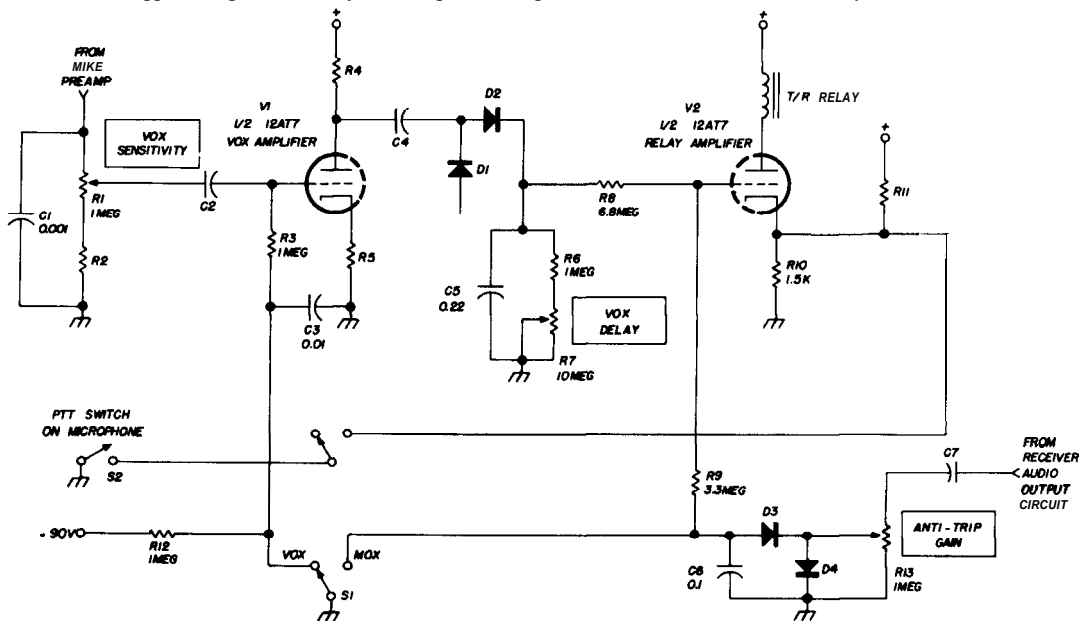 FROM
MIKE
PREAMP
VOX
SENSITIVITY
R1
1MEG
C1
0.001
R2
C2
R3
1MEG
C3
0.01
R4
V1
1/2 12AT7
VOX AMPLIFIER
R5
C4
D2
D1
R8
6.8MEG
C5
0.22
R6
1MEG
R7
10MEG
VOX
DELAY
+
+
T/R RELAY
V2
1/2 12AT7
RELAY AMPLIFIER
+
R11
R10
1.5K
PTT SWITCH
ON MICROPHONE
S2
-90V
R12
1MEG
VOX
MOX
S1
R9
3.3MEG
C6
0.1
D3
D4
C7
FROM
RECEIVER
AUDIO
OUTPUT
CIRCUIT
ANTI-TRIP
GAIN
R13
1MEG